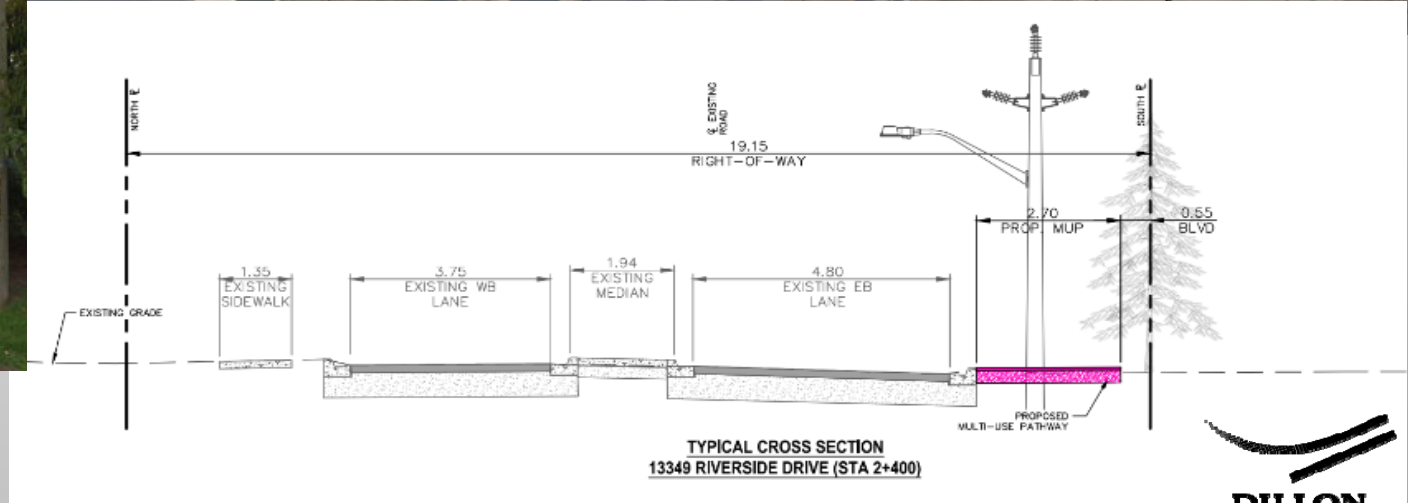 NORTH ⅊
℄ EXISTING
ROAD
SOUTH ⅊
19.15
RIGHT-OF-WAY
2.70
PROP. MUP
0.55
BLVD
1.35
EXISTING
SIDEWALK
3.75
EXISTING WB
LANE
1.94
EXISTING
MEDIAN
4.80
EXISTING EB
LANE
EXISTING GRADE
PROPOSED
MULTI-USE PATHWAY
TYPICAL CROSS SECTION
13349 RIVERSIDE DRIVE (STA 2+400)
DILLON